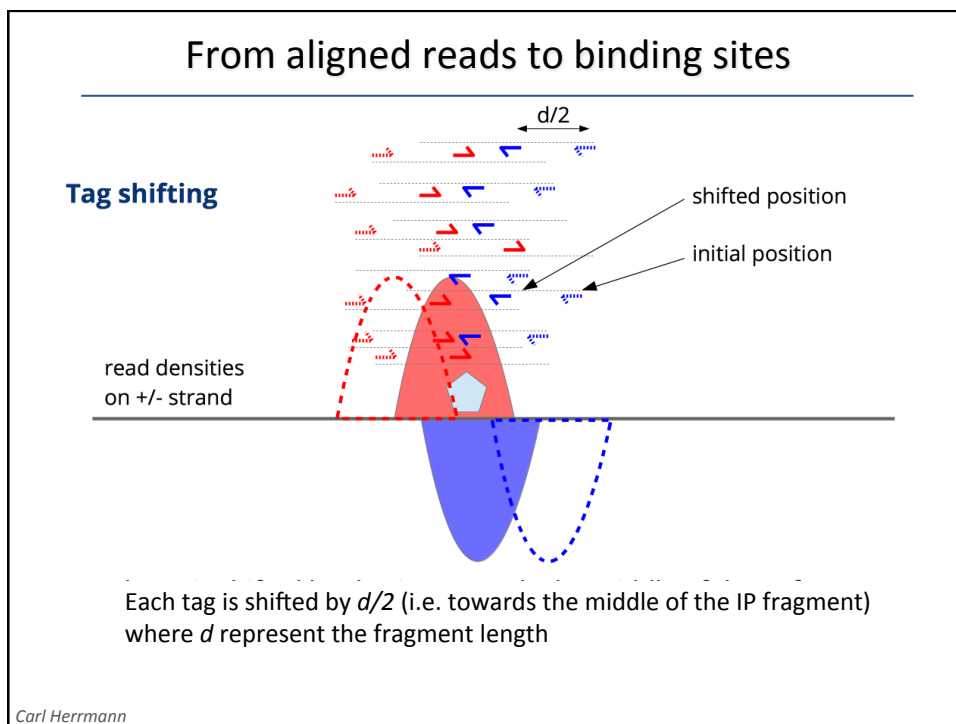 From aligned reads to binding sites
d/2
Tag shifting
shifted position
initial position
read densities
on +/- strand
Each tag is shifted by d/2 (i.e. towards the middle of the IP fragment)
where d represent the fragment length
Carl Herrmann